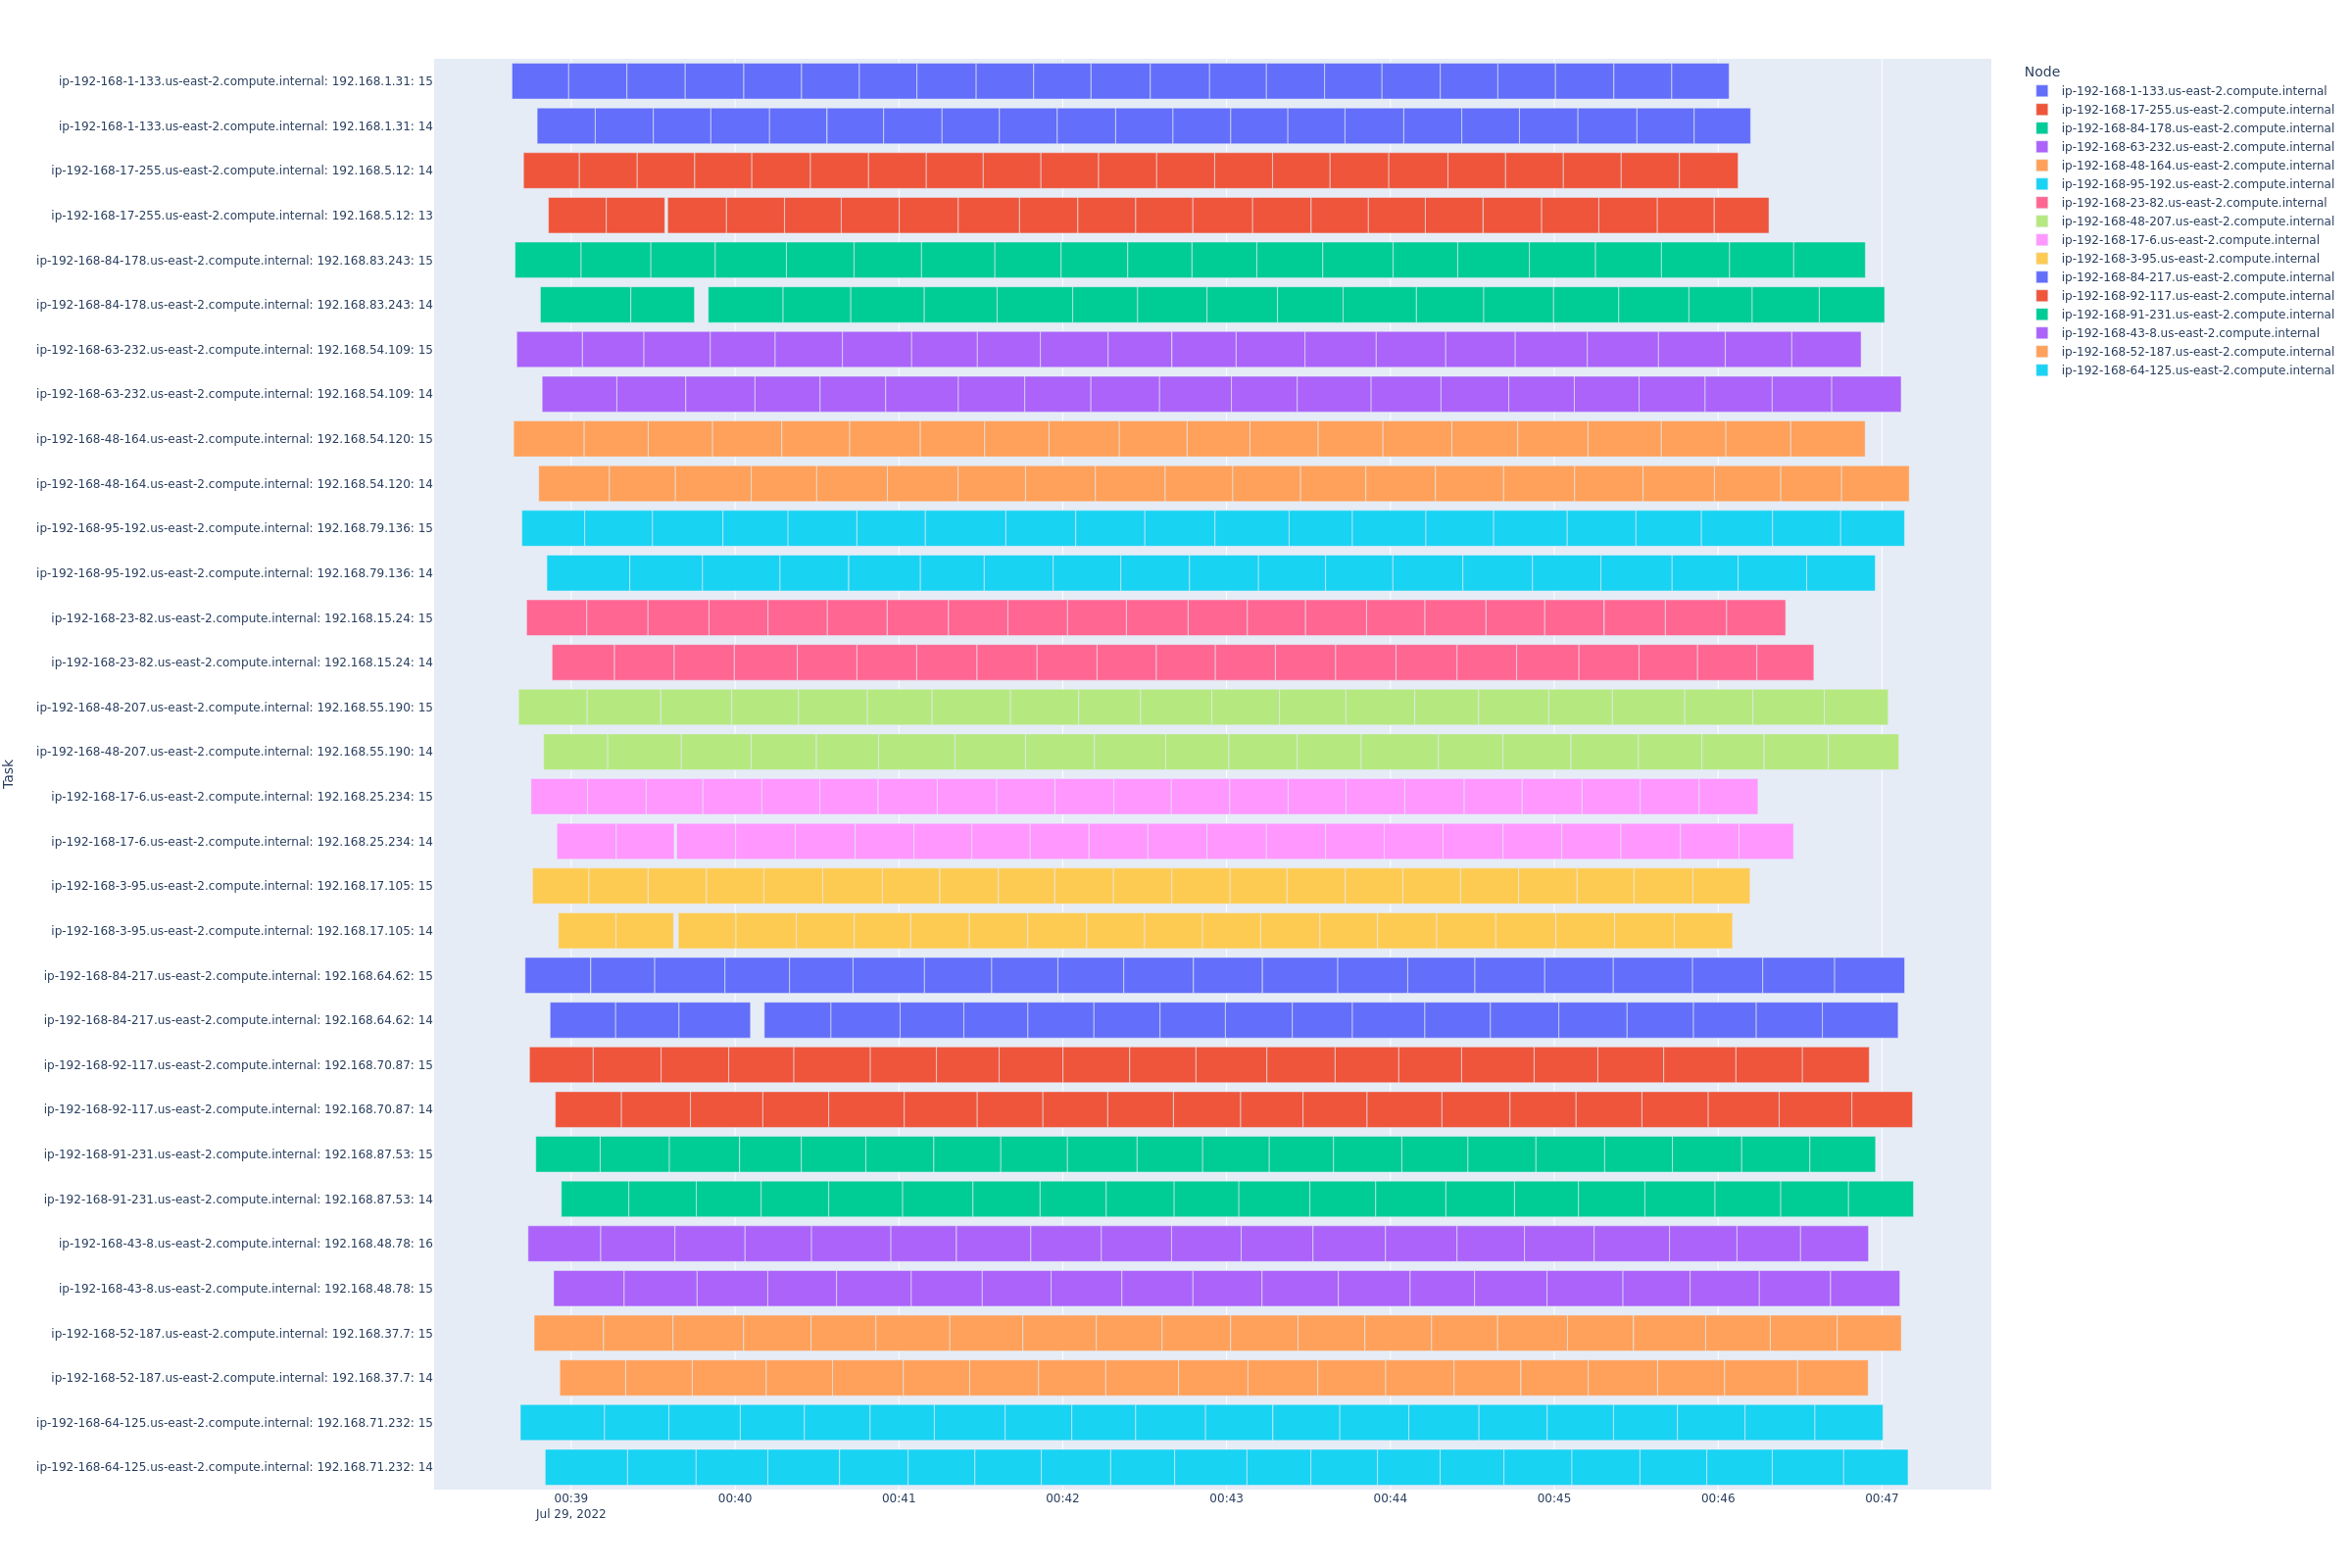 ip-192-168-1-133.us-east-2.compute.internal: 192.168.1.31: 15
ip-192-168-1-133.us-east-2.compute.internal: 192.168.1.31: 14
ip-192-168-17-255.us-east-2.compute.internal: 192.168.5.12: 14
ip-192-168-17-255.us-east-2.compute.internal: 192.168.5.12: 13
ip-192-168-84-178.us-east-2.compute.internal: 192.168.83.243: 15
ip-192-168-84-178.us-east-2.compute.internal: 192.168.83.243: 14
ip-192-168-63-232.us-east-2.compute.internal: 192.168.54.109: 15
ip-192-168-63-232.us-east-2.compute.internal: 192.168.54.109: 14
ip-192-168-48-164.us-east-2.compute.internal: 192.168.54.120: 15
ip-192-168-48-164.us-east-2.compute.internal: 192.168.54.120: 14
ip-192-168-95-192.us-east-2.compute.internal: 192.168.79.136: 15
ip-192-168-95-192.us-east-2.compute.internal: 192.168.79.136: 14
ip-192-168-23-82.us-east-2.compute.internal: 192.168.15.24: 15
ip-192-168-23-82.us-east-2.compute.internal: 192.168.15.24: 14
ip-192-168-48-207.us-east-2.compute.internal: 192.168.55.190: 15
ip-192-168-48-207.us-east-2.compute.internal: 192.168.55.190: 14
ip-192-168-17-6.us-east-2.compute.internal: 192.168.25.234: 15
ip-192-168-17-6.us-east-2.compute.internal: 192.168.25.234: 14
ip-192-168-3-95.us-east-2.compute.internal: 192.168.17.105: 15
ip-192-168-3-95.us-east-2.compute.internal: 192.168.17.105: 14
ip-192-168-84-217.us-east-2.compute.internal: 192.168.64.62: 15
ip-192-168-84-217.us-east-2.compute.internal: 192.168.64.62: 14
ip-192-168-92-117.us-east-2.compute.internal: 192.168.70.87: 15
ip-192-168-92-117.us-east-2.compute.internal: 192.168.70.87: 14
ip-192-168-91-231.us-east-2.compute.internal: 192.168.87.53: 15
ip-192-168-91-231.us-east-2.compute.internal: 192.168.87.53: 14
ip-192-168-43-8.us-east-2.compute.internal: 192.168.48.78: 16
ip-192-168-43-8.us-east-2.compute.internal: 192.168.48.78: 15
ip-192-168-52-187.us-east-2.compute.internal: 192.168.37.7: 15
ip-192-168-52-187.us-east-2.compute.internal: 192.168.37.7: 14
ip-192-168-64-125.us-east-2.compute.internal: 192.168.71.232: 15
ip-192-168-64-125.us-east-2.compute.internal: 192.168.71.232: 14
Task
00:39 00:40 00:41 00:42 00:43 00:44 00:45 00:46 00:47
Jul 29, 2022
Node
ip-192-168-1-133.us-east-2.compute.internal
ip-192-168-17-255.us-east-2.compute.internal
ip-192-168-84-178.us-east-2.compute.internal
ip-192-168-63-232.us-east-2.compute.internal
ip-192-168-48-164.us-east-2.compute.internal
ip-192-168-95-192.us-east-2.compute.internal
ip-192-168-23-82.us-east-2.compute.internal
ip-192-168-48-207.us-east-2.compute.internal
ip-192-168-17-6.us-east-2.compute.internal
ip-192-168-3-95.us-east-2.compute.internal
ip-192-168-84-217.us-east-2.compute.internal
ip-192-168-92-117.us-east-2.compute.internal
ip-192-168-91-231.us-east-2.compute.internal
ip-192-168-43-8.us-east-2.compute.internal
ip-192-168-52-187.us-east-2.compute.internal
ip-192-168-64-125.us-east-2.compute.internal